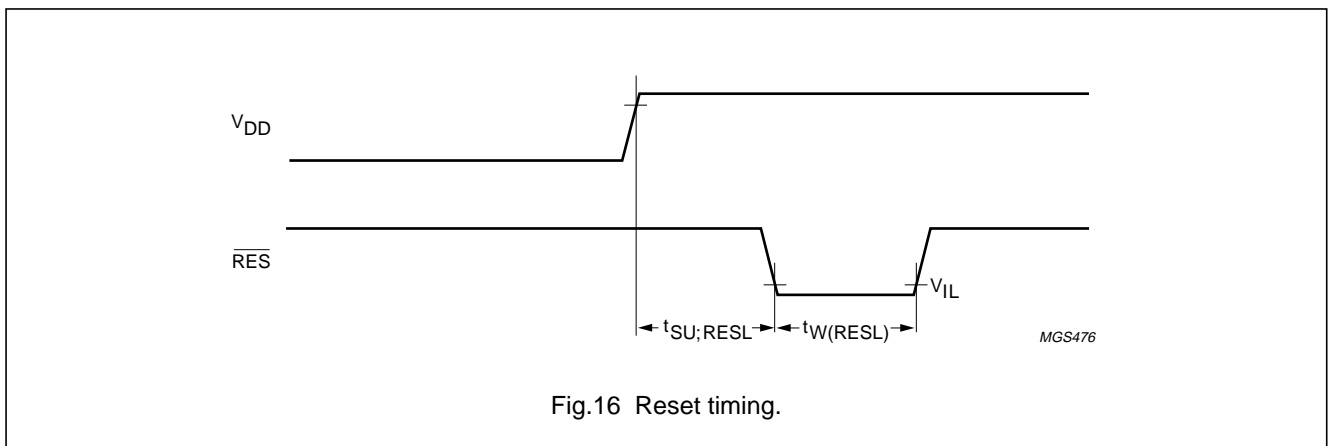 VDD
RES
VIL
tSU;RESL
tW(RESL)
MGS476
Fig.16 Reset timing.